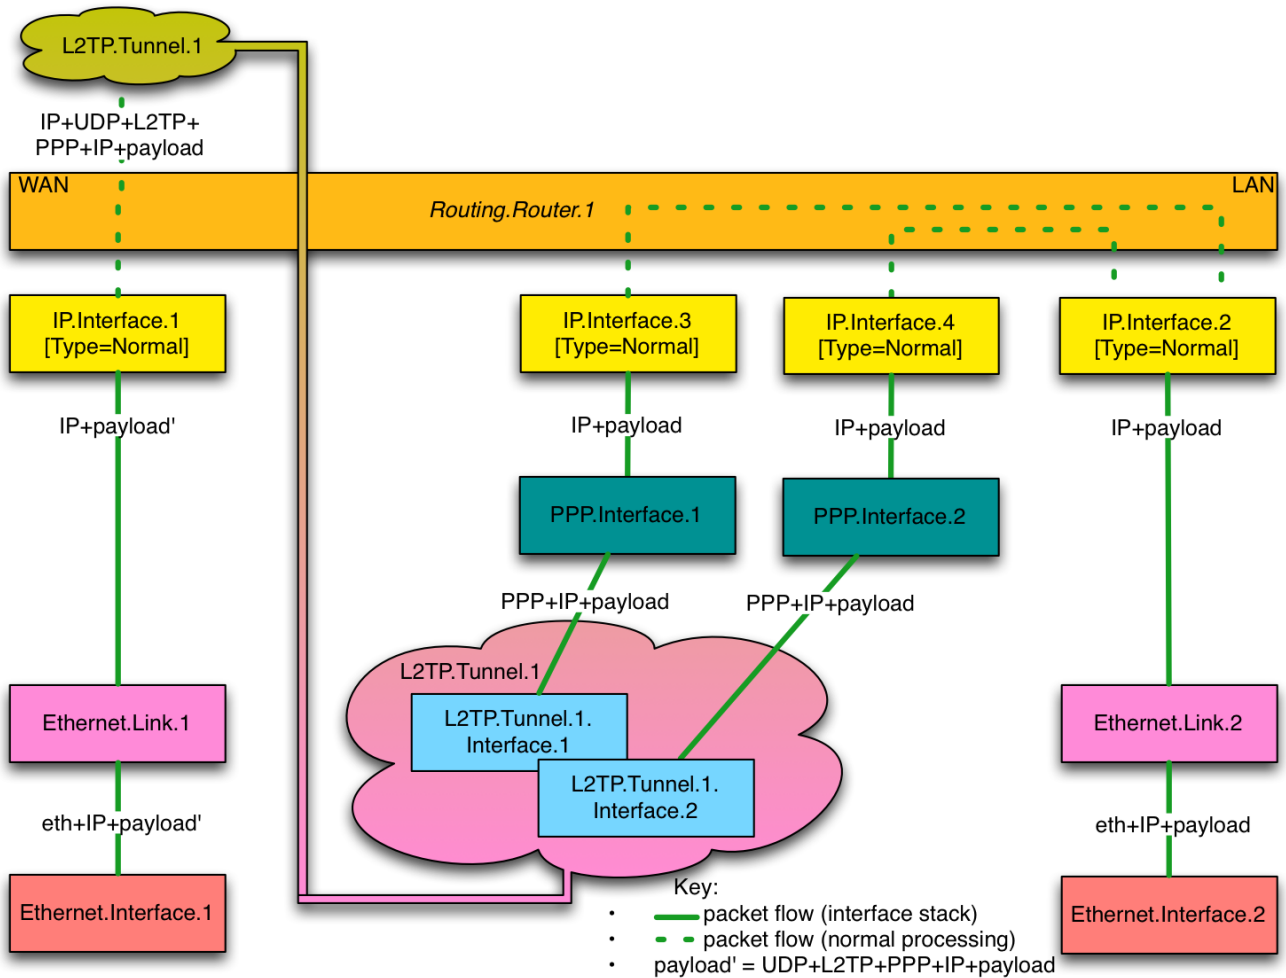 L2TP.Tunnel.1
IP+UDP+L2TP+
PPP+IP+payload
WAN
Routing.Router.1
LAN
IP.Interface.1
[Type=Normal]
IP.Interface.3
[Type=Normal]
IP.Interface.4
[Type=Normal]
IP.Interface.2
[Type=Normal]
IP+payload'
IP+payload
IP+payload
IP+payload
PPP.Interface.1
PPP.Interface.2
PPP+IP+payload
PPP+IP+payload
L2TP.Tunnel.1
L2TP.Tunnel.1.
Interface.1
L2TP.Tunnel.1.
Interface.2
Ethernet.Link.1
Ethernet.Link.2
eth+IP+payload'
eth+IP+payload
Ethernet.Interface.1
Ethernet.Interface.2
Key:
• packet flow (interface stack)
• packet flow (normal processing)
• payload' = UDP+L2TP+PPP+IP+payload